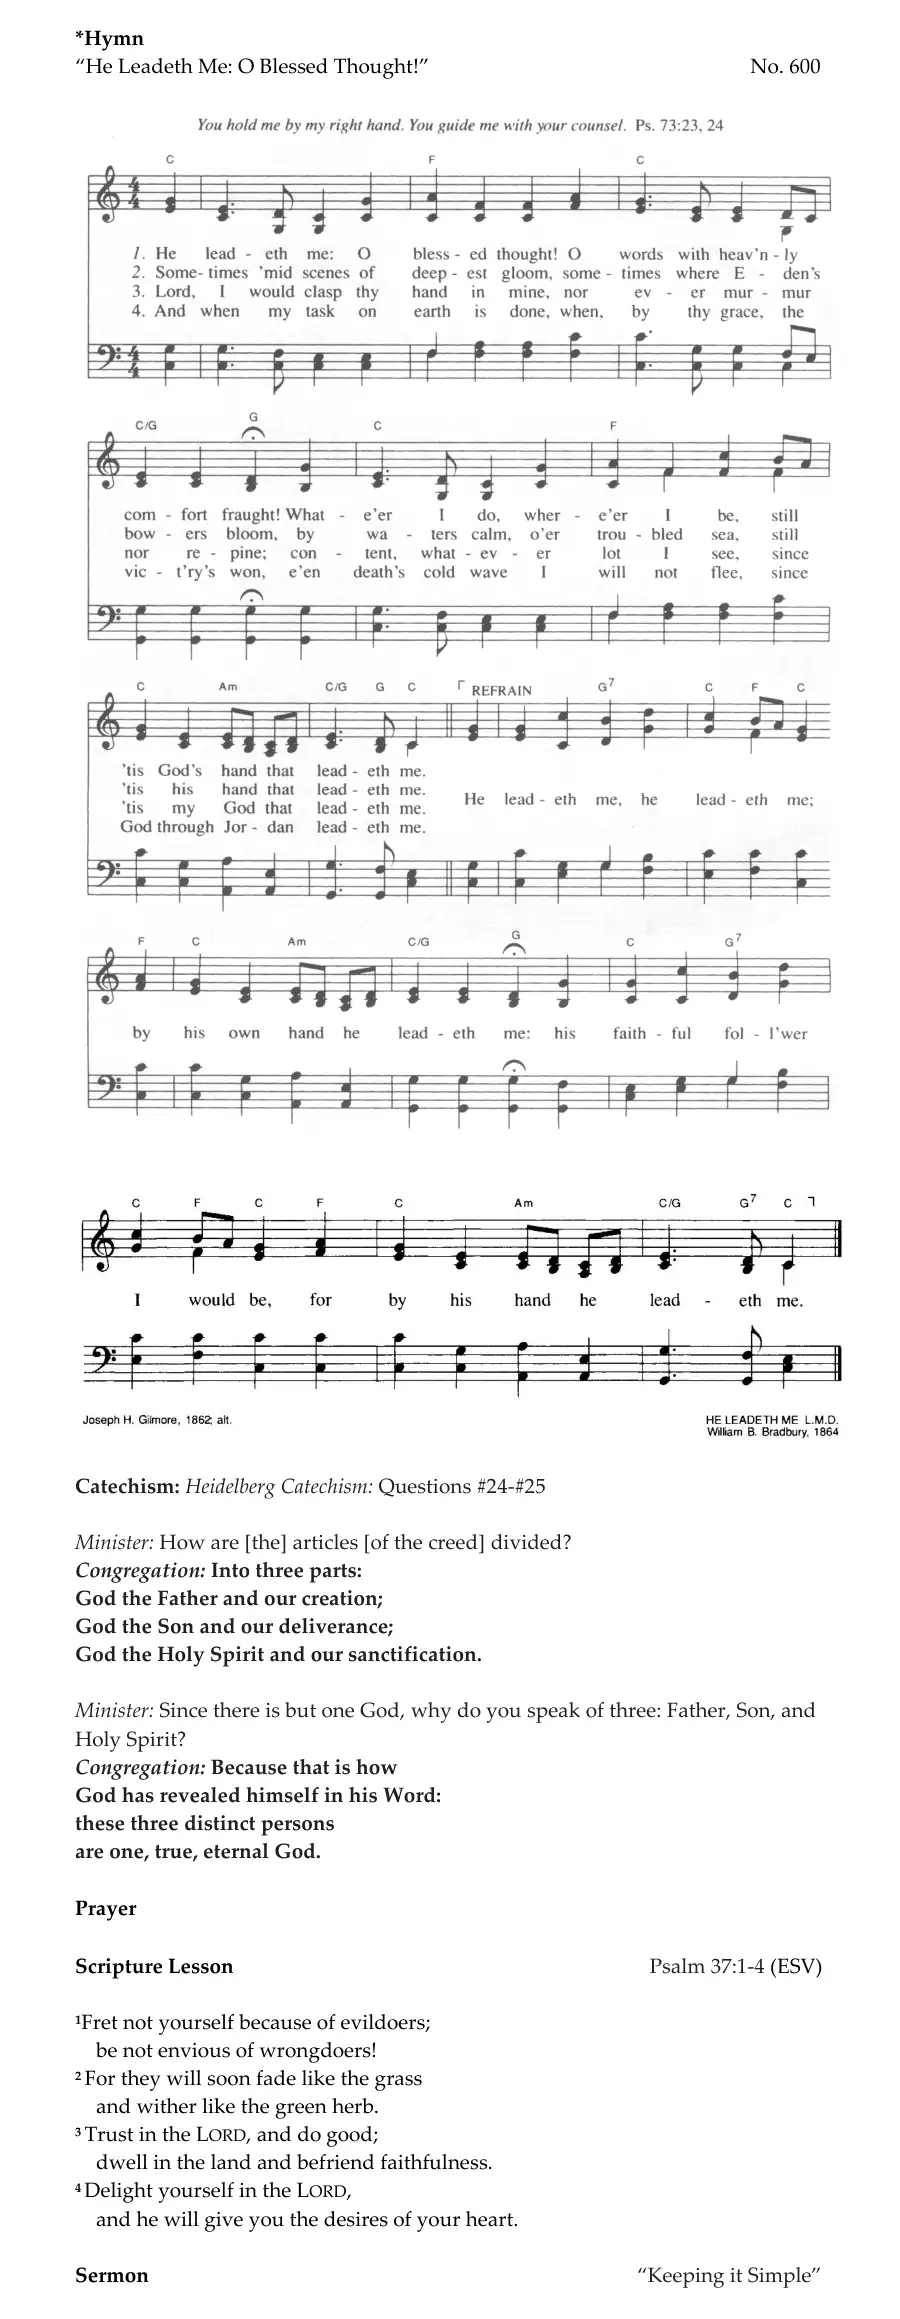 *Hymn
“He Leadeth Me: O Blessed Thought!” No. 600
You hold me by my right hand. You guide me with your counsel. Ps. 73:23, 24
C F C
1. He lead - eth me: O bless - ed thought! O words with heav'n - ly
2. Some- times 'mid scenes of deep - est gloom, some - times where E - den's
3. Lord, I would clasp thy hand in mine, nor ev - er mur - mur
4. And when my task on earth is done, when, by thy grace, the
C/G G C F
com - fort fraught! What - e'er I do, wher - e'er I be, still
bow - ers bloom, by wa - ters calm, o'er trou - bled sea, still
nor re - pine; con - tent, what - ev - er lot I see, since
vic - t'ry's won, e'en death's cold wave I will not flee, since
C Am C/G G C REFRAIN G7 C F C
'tis God's hand that lead - eth me.
'tis his hand that lead - eth me.
He lead - eth me, he lead - eth me;
'tis my God that lead - eth me.
God through Jor - dan lead - eth me.
F C Am C/G G C G7
by his own hand he lead - eth me: his faith - ful fol - l'wer
C F C F C Am C/G G7 C
I would be, for by his hand he lead - eth me.
Joseph H. Gilmore, 1862; alt. HE LEADETH ME L.M.D.
William B. Bradbury, 1864
Catechism: Heidelberg Catechism: Questions #24-#25
Minister: How are [the] articles [of the creed] divided?
Congregation: Into three parts:
God the Father and our creation;
God the Son and our deliverance;
God the Holy Spirit and our sanctification.
Minister: Since there is but one God, why do you speak of three: Father, Son, and
Holy Spirit?
Congregation: Because that is how
God has revealed himself in his Word:
these three distinct persons
are one, true, eternal God.
Prayer
Scripture Lesson Psalm 37:1-4 (ESV)
1Fret not yourself because of evildoers;
be not envious of wrongdoers!
2 For they will soon fade like the grass
and wither like the green herb.
3 Trust in the LORD, and do good;
dwell in the land and befriend faithfulness.
4 Delight yourself in the LORD,
and he will give you the desires of your heart.
Sermon “Keeping it Simple”